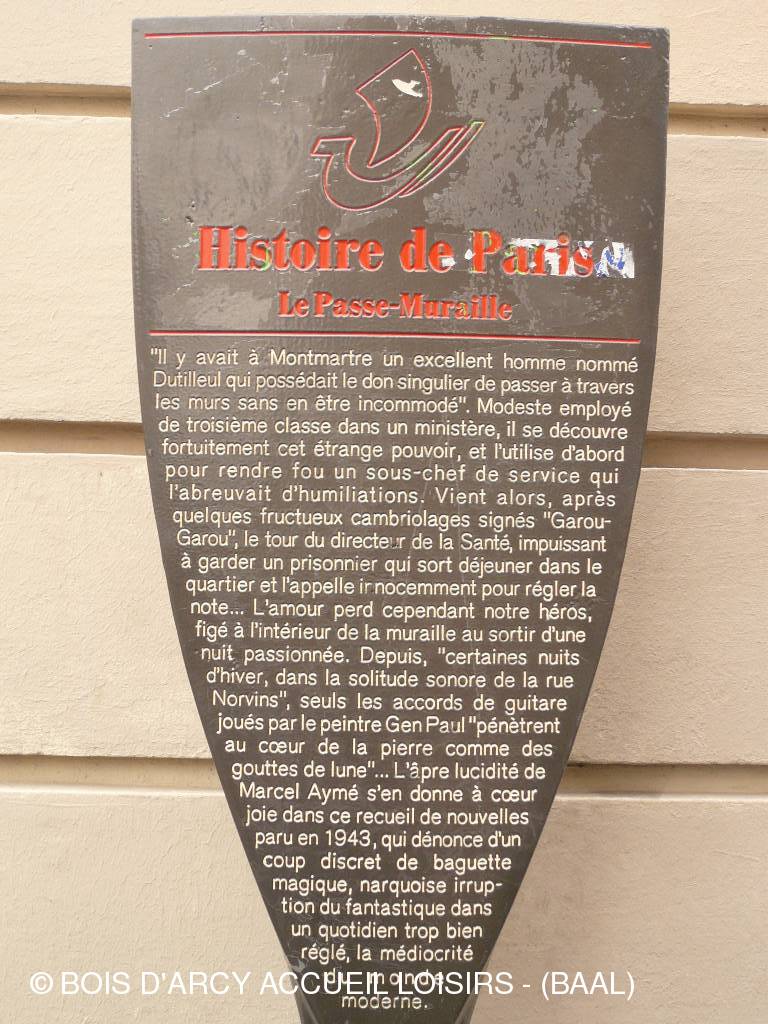 Histoire de Paris
Le Passe-Muraille
"Il y avait à Montmartre un excellent homme nommé
Dutilleul qui possédait le don singulier de passer à travers
les murs sans en être incommodé". Modeste employé
de troisième classe dans un ministère, il se découvre
fortuitement cet étrange pouvoir, et l'utilise d'abord
pour rendre fou un sous-chef de service qui
l'abreuvait d'humiliations. Vient alors, après
quelques fructueux cambriolages signés "Garou-
Garou", le tour du directeur de la Santé, impuissant
à garder un prisonnier qui sort déjeuner dans le
quartier et l'appelle innocemment pour régler la
note... L'amour perd cependant notre héros,
figé à l'intérieur de la muraille au sortir d'une
nuit passionnée. Depuis, "certaines nuits
d'hiver, dans la solitude sonore de la rue
Norvins", seuls les accords de guitare
joués par le peintre Gen Paul "pénètrent
au cœur de la pierre comme des
gouttes de lune"... L'âpre lucidité de
Marcel Aymé s'en donne à cœur
joie dans ce recueil de nouvelles
paru en 1943, qui dénonce d'un
coup discret de baguette
magique, narquoise irrup-
tion du fantastique dans
un quotidien trop bien
réglé, la médiocrité
du monde
© BOIS D'ARCY ACCUEIL LOISIRS - (BAAL)
moderne.